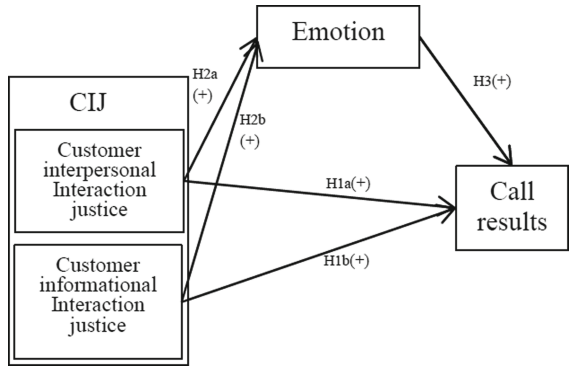 Emotion
H2a
(+)
H3(+)
CIJ
H2b
(+)
Customer
interpersonal
Interaction
justice
H1a(+)
Call
results
Customer
informational
Interaction
justice
H1b(+)